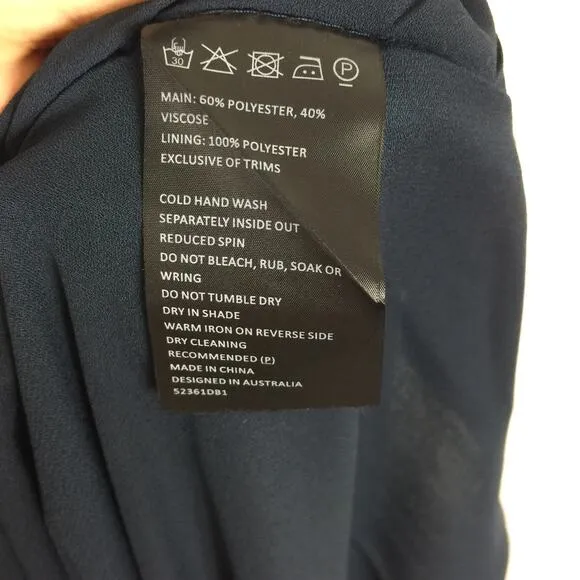 30
P
MAIN: 60% POLYESTER, 40%
VISCOSE
LINING: 100% POLYESTER
EXCLUSIVE OF TRIMS
COLD HAND WASH
SEPARATELY INSIDE OUT
REDUCED SPIN
DO NOT BLEACH, RUB, SOAK OR
WRING
DO NOT TUMBLE DRY
DRY IN SHADE
WARM IRON ON REVERSE SIDE
DRY CLEANING
RECOMMENDED (P)
MADE IN CHINA
DESIGNED IN AUSTRALIA
52361DB1